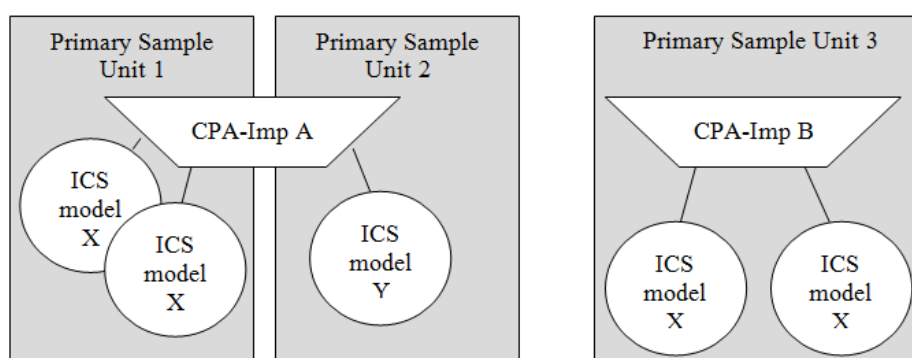 Primary Sample
Unit 1
Primary Sample
Unit 2
Primary Sample Unit 3
CPA-Imp A
CPA-Imp B
ICS
model
X
ICS
model
X
ICS
model
Y
ICS
model
X
ICS
model
X